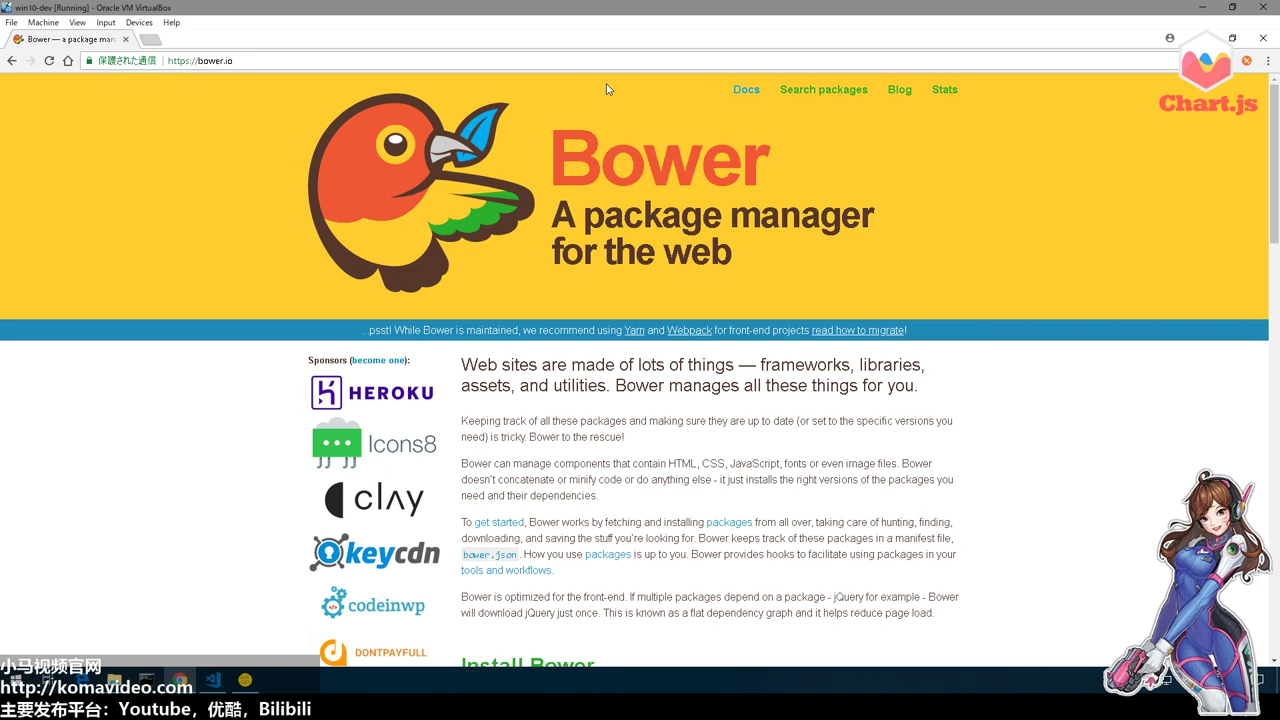 win10-dev [Running] - Oracle VM VirtualBox
File Machine View Input Devices Help
Bower — a package man
保護された通信 https://bower.io
Docs Search packages Blog Stats
Chart.js
Bower
A package manager
for the web
...psst! While Bower is maintained, we recommend using Yarn and Webpack for front-end projects read how to migrate!
Sponsors (become one):
HEROKU
Icons8
clay
keycdn
codeinwp
DONTPAYFULL
Web sites are made of lots of things — frameworks, libraries,
assets, and utilities. Bower manages all these things for you.
Keeping track of all these packages and making sure they are up to date (or set to the specific versions you
need) is tricky. Bower to the rescue!
Bower can manage components that contain HTML, CSS, JavaScript, fonts or even image files. Bower
doesn't concatenate or minify code or do anything else - it just installs the right versions of the packages you
need and their dependencies.
To get started, Bower works by fetching and installing packages from all over, taking care of hunting, finding,
downloading, and saving the stuff you're looking for. Bower keeps track of these packages in a manifest file,
bower.json. How you use packages is up to you. Bower provides hooks to facilitate using packages in your
tools and workflows.
Bower is optimized for the front-end. If multiple packages depend on a package - jQuery for example - Bower
will download jQuery just once. This is known as a flat dependency graph and it helps reduce page load.
Install Bower
小马视频官网
http://komavideo.com
主要发布平台：Youtube，优酷，Bilibili